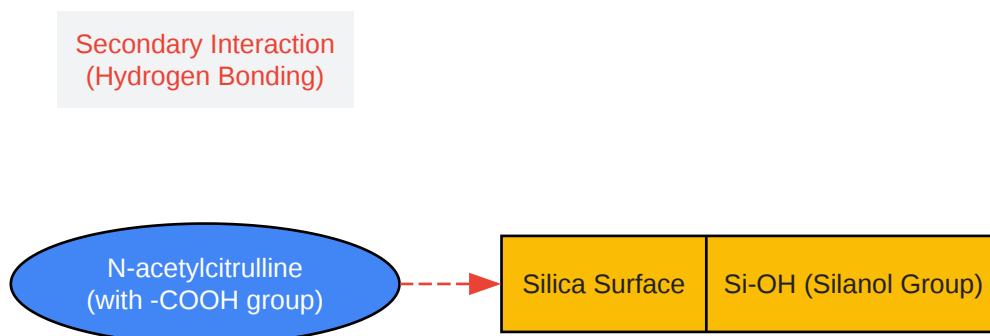 Secondary Interaction
(Hydrogen Bonding)
N-acetylcitrulline
(with -COOH group)
Silica Surface
Si-OH (Silanol Group)